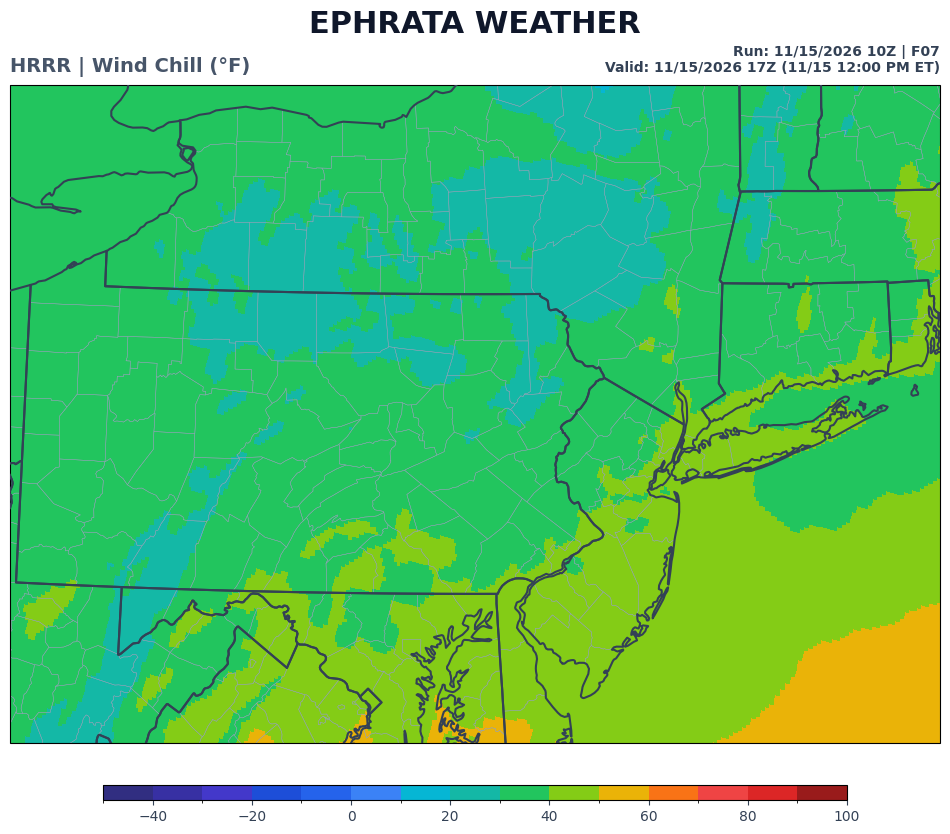 EPHRATA WEATHER
HRRR | Wind Chill (°F)
Run: 11/15/2026 10Z | F07
Valid: 11/15/2026 17Z (11/15 12:00 PM ET)
−40 −20 0 20 40 60 80 100